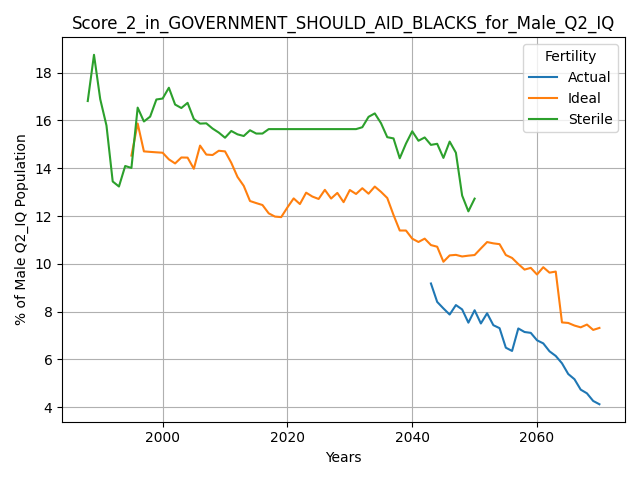 Score_2_in_GOVERNMENT_SHOULD_AID_BLACKS_for_Male_Q2_IQ
Fertility
Actual
Ideal
Sterile
% of Male Q2_IQ Population
18
16
14
12
10
8
6
4
2000
2020
2040
2060
Years